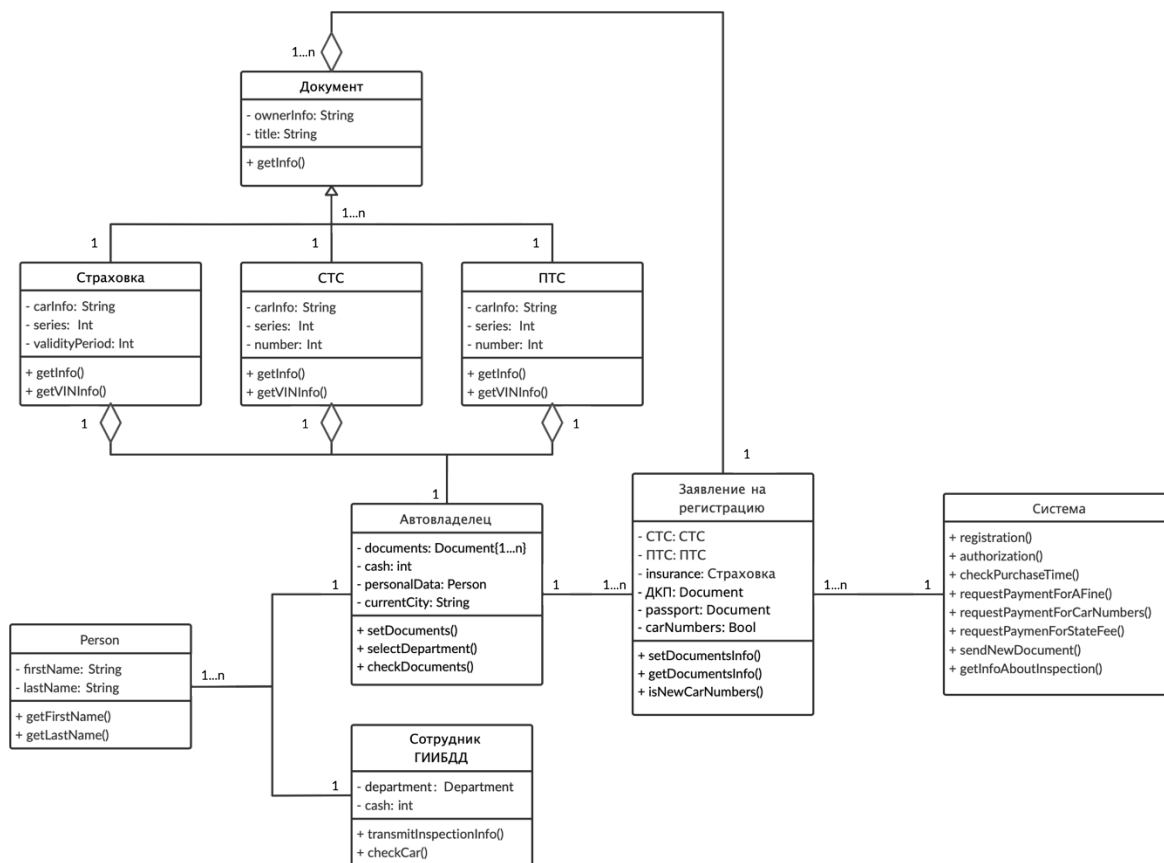 1...n
Документ
- ownerInfo: String
- title: String
+ getInfo()
1...n
1
1
1
Страховка
- carInfo: String
- series: Int
- validityPeriod: Int
+ getInfo()
+ getVINInfo()
СТС
- carInfo: String
- series: Int
- number: Int
+ getInfo()
+ getVINInfo()
ПТС
- carInfo: String
- series: Int
- number: Int
+ getInfo()
+ getVINInfo()
1
1
1
1
1
Автовладелец
- documents: Document{1...n}
- cash: int
- personalData: Person
- currentCity: String
+ setDocuments()
+ selectDepartment()
+ checkDocuments()
1
1
1...n
Заявление на
регистрацию
- СТС: СТС
- ПТС: ПТС
- insurance: Страховка
- ДКП: Document
- passport: Document
- carNumbers: Bool
+ setDocumentsInfo()
+ getDocumentsInfo()
+ isNewCarNumbers()
1...n
1
Система
+ registration()
+ authorization()
+ checkPurchaseTime()
+ requestPaymentForAFine()
+ requestPaymentForCarNumbers()
+ requestPaymenForStateFee()
+ sendNewDocument()
+ getInfoAboutInspection()
Person
- firstName: String
- lastName: String
+ getFirstName()
+ getLastName()
1...n
1
Сотрудник
ГИИБДД
- department: Department
- cash: int
+ transmitInspectionInfo()
+ checkCar()